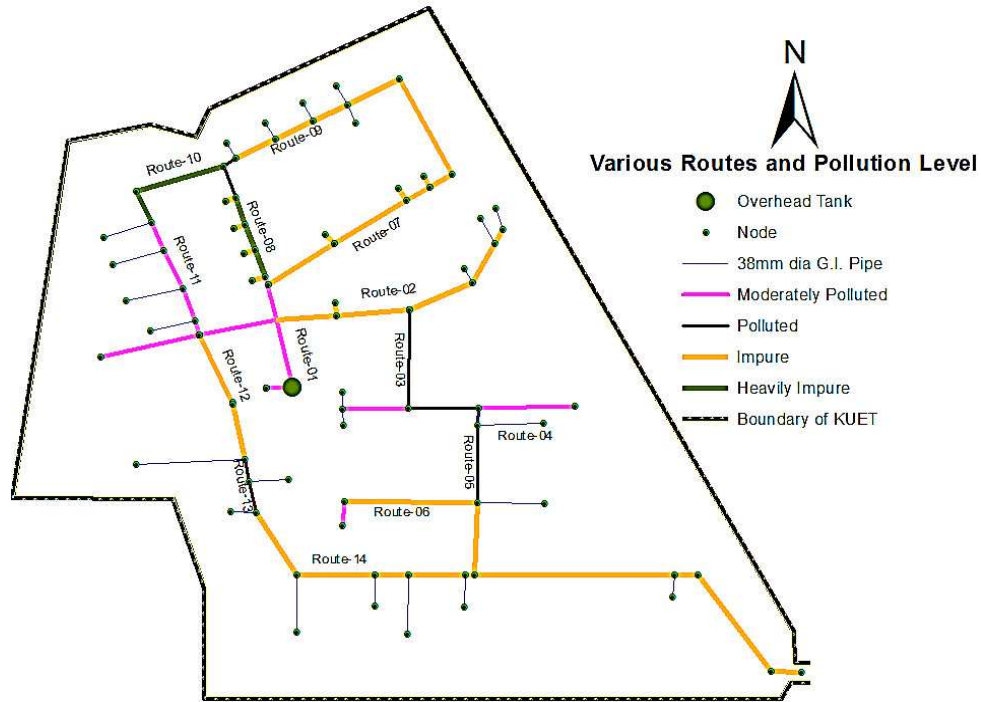 N
Various Routes and Pollution Level
Overhead Tank
Node
38mm dia G.I. Pipe
Moderately Polluted
Polluted
Impure
Heavily Impure
Boundary of KUET
Route-10
Route-09
Route-08
Route-07
Route-11
Route-02
Route-01
Route-03
Route-12
Route-04
Route-05
Route-13
Route-06
Route-14